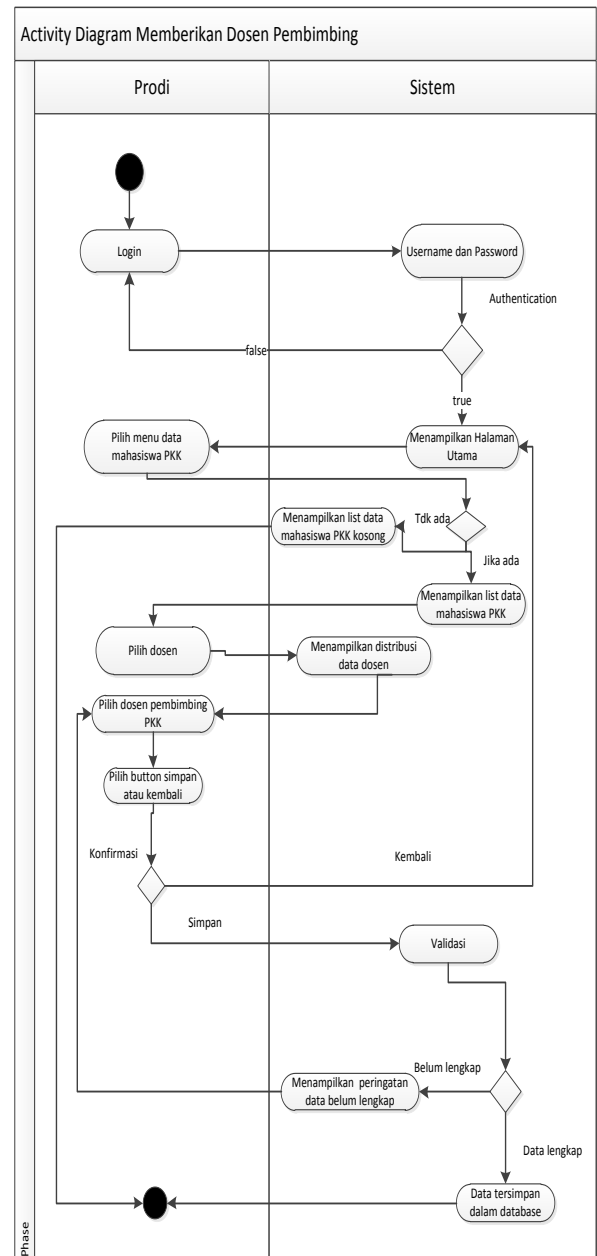 Activity Diagram Memberikan Dosen Pembimbing
Prodi
Sistem
Login
Username dan Password
Authentication
false
true
Pilih menu data
mahasiswa PKK
Menampilkan Halaman
Utama
Menampilkan list data
mahasiswa PKK kosong
Tdk ada
Jika ada
Menampilkan list data
mahasiswa PKK
Pilih dosen
Menampilkan distribusi
data dosen
Pilih dosen pembimbing
PKK
Pilih button simpan
atau kembali
Konfirmasi
Kembali
Simpan
Validasi
Belum lengkap
Menampilkan peringatan
data belum lengkap
Data lengkap
Data tersimpan
dalam database
Phase